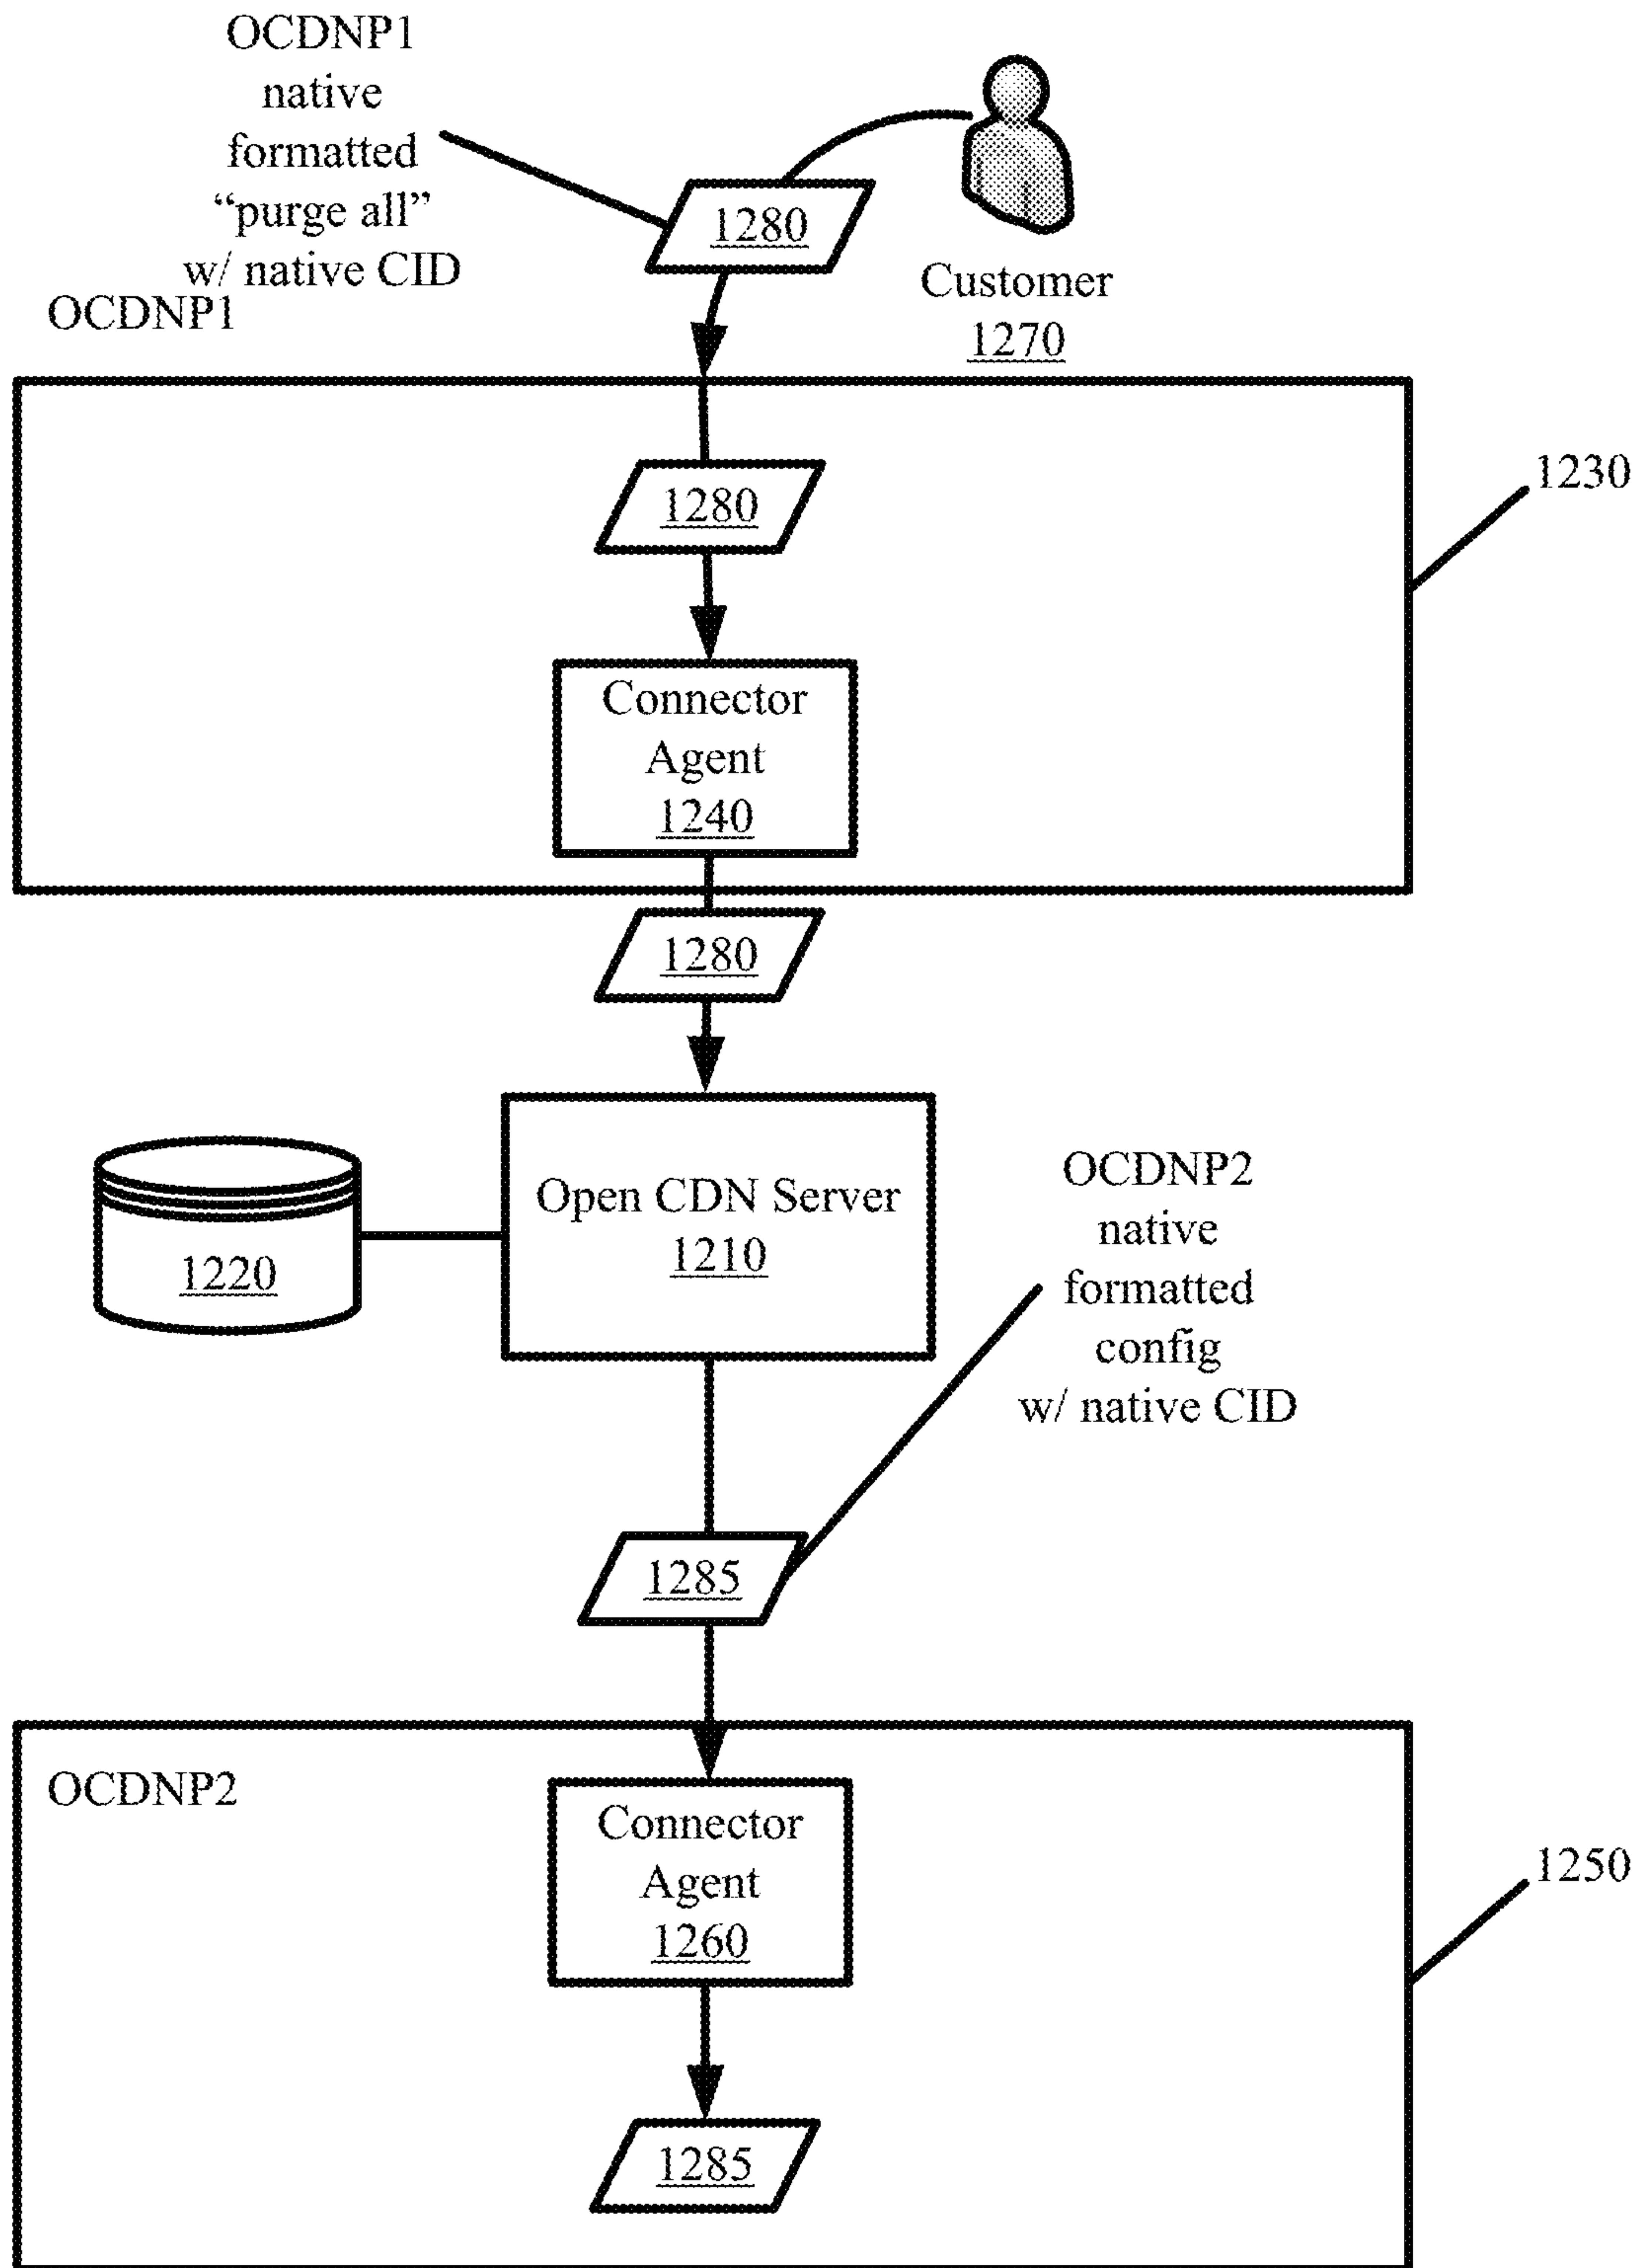 OCDNP1
native
formatted
“purge all”
w/ native CID
1280
Customer
1270
OCDNP1
1230
1280
Connector
Agent
1240
1280
Open CDN Server
1210
1220
OCDNP2
native
formatted
config
w/ native CID
1285
OCDNP2
Connector
Agent
1260
1250
1285